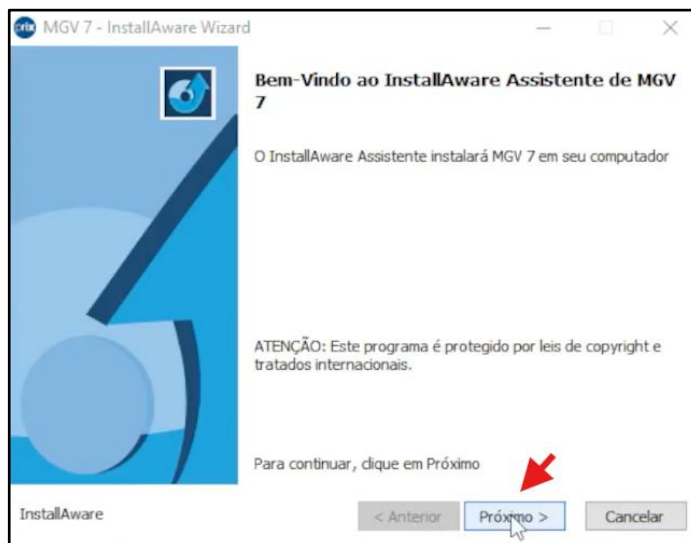 prix MGV 7 - InstallAware Wizard
Bem-Vindo ao InstallAware Assistente de MGV
7
O InstallAware Assistente instalará MGV 7 em seu computador
ATENÇÃO: Este programa é protegido por leis de copyright e
tratados internacionais.
Para continuar, clique em Próximo
InstallAware
< Anterior Próximo > Cancelar